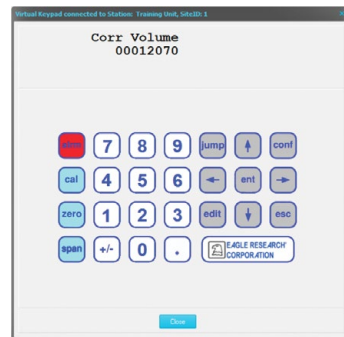 Virtual Keypad connected to Station: Training Unit, SiteID: 1
Corr Volume
00012070
alrm 7 8 9 jump conf
cal 4 5 6 ent
zero 1 2 3 edit esc
span +/- 0 .
EAGLE RESEARCH
CORPORATION
Close